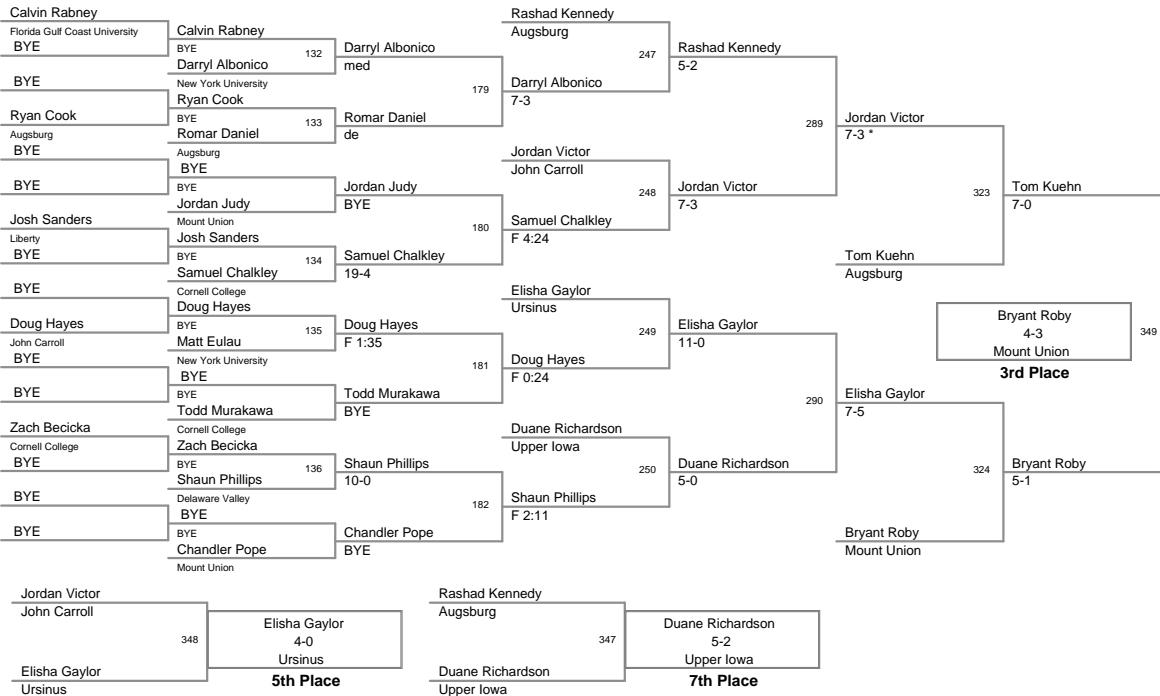 Calvin Rabney
Florida Gulf Coast University
BYE
BYE
Ryan Cook
Augsburg
BYE
BYE
Josh Sanders
Liberty
BYE
BYE
Doug Hayes
John Carroll
BYE
BYE
Zach Becicka
Cornell College
BYE
BYE
BYE
Calvin Rabney
BYE
132
Darryl Albonico
New York University
Ryan Cook
BYE
133
Romar Daniel
Augsburg
BYE
BYE
Jordan Judy
Mount Union
Josh Sanders
BYE
134
Samuel Chalkley
Cornell College
Doug Hayes
BYE
135
Matt Eulau
New York University
BYE
BYE
Todd Murakawa
Cornell College
Zach Becicka
BYE
136
Shaun Phillips
Delaware Valley
BYE
BYE
Chandler Pope
Mount Union
Darryl Albonico
med
179
Romar Daniel
de
Jordan Judy
BYE
180
Samuel Chalkley
19-4
Doug Hayes
F 1:35
181
Todd Murakawa
BYE
Shaun Phillips
10-0
182
Chandler Pope
BYE
Rashad Kennedy
Augsburg
247
Darryl Albonico
7-3
Jordan Victor
John Carroll
248
Samuel Chalkley
F 4:24
Elisha Gaylor
Ursinus
249
Doug Hayes
F 0:24
Duane Richardson
Upper Iowa
250
Shaun Phillips
F 2:11
Rashad Kennedy
5-2
289
Jordan Victor
7-3
Elisha Gaylor
11-0
290
Duane Richardson
5-0
Jordan Victor
7-3 *
323
Tom Kuehn
Augsburg
Elisha Gaylor
7-5
324
Bryant Roby
Mount Union
Tom Kuehn
7-0
Bryant Roby
5-1
Bryant Roby
4-3
Mount Union
349
3rd Place
Jordan Victor
John Carroll
348
Elisha Gaylor
Ursinus
Elisha Gaylor
4-0
Ursinus
5th Place
Rashad Kennedy
Augsburg
347
Duane Richardson
Upper Iowa
Duane Richardson
5-2
Upper Iowa
7th Place